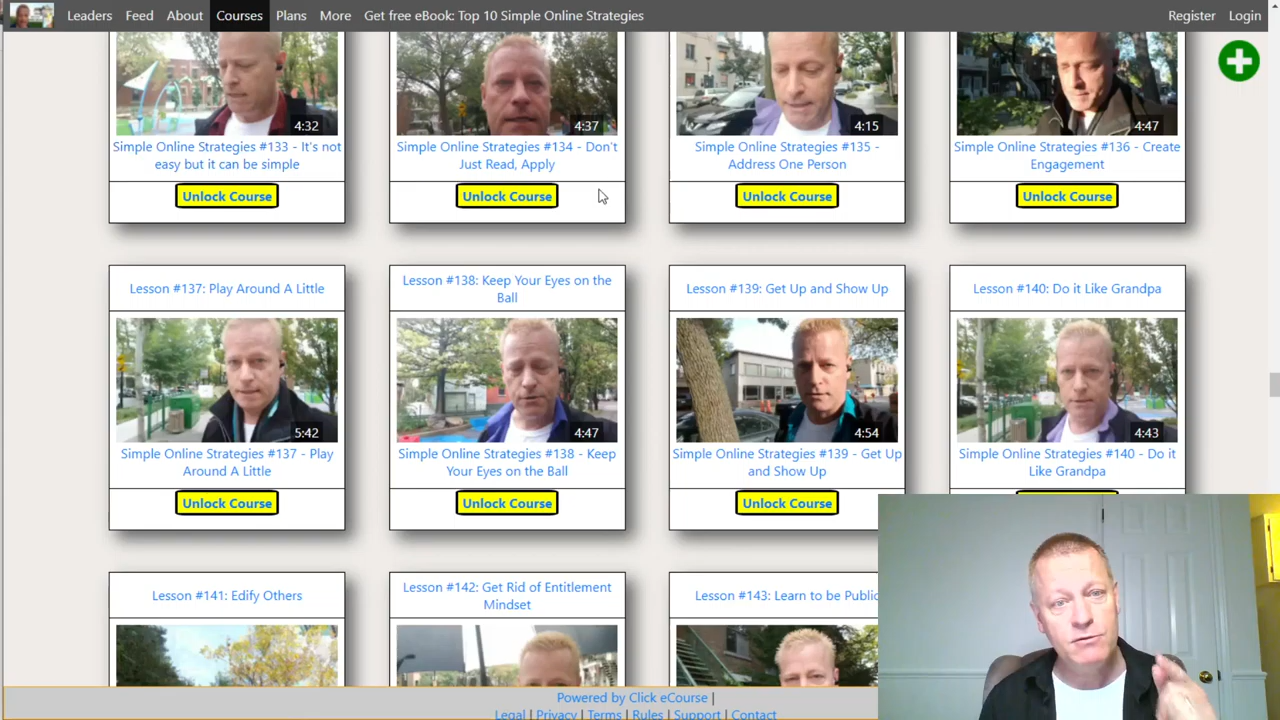 Leaders Feed About Courses Plans More Get free eBook: Top 10 Simple Online Strategies Register Login
4:32 4:37 4:15 4:47
Simple Online Strategies #133 - It's not
easy but it can be simple
Simple Online Strategies #134 - Don't
Just Read, Apply
Simple Online Strategies #135 -
Address One Person
Simple Online Strategies #136 - Create
Engagement
Unlock Course Unlock Course Unlock Course Unlock Course
Lesson #137: Play Around A Little
Lesson #138: Keep Your Eyes on the
Ball
Lesson #139: Get Up and Show Up
Lesson #140: Do it Like Grandpa
5:42 4:47 4:54 4:43
Simple Online Strategies #137 - Play
Around A Little
Simple Online Strategies #138 - Keep
Your Eyes on the Ball
Simple Online Strategies #139 - Get Up
and Show Up
Simple Online Strategies #140 - Do it
Like Grandpa
Unlock Course Unlock Course Unlock Course
Lesson #141: Edify Others
Lesson #142: Get Rid of Entitlement
Mindset
Lesson #143: Learn to be Public
Powered by Click eCourse |
Legal | Privacy | Terms | Rules | Support | Contact